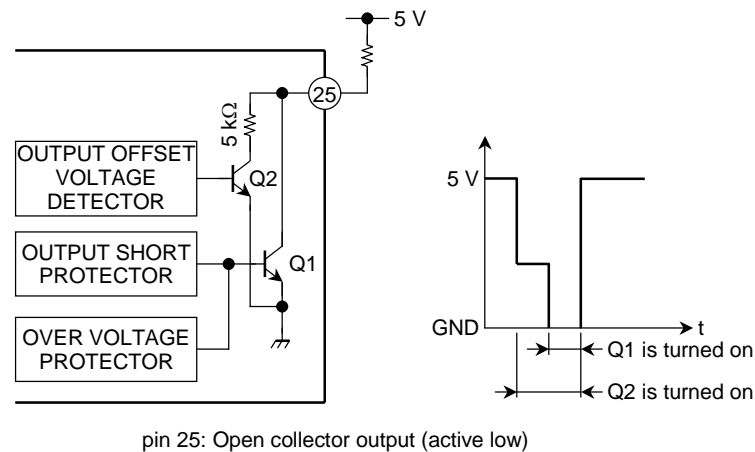 5 V
25
5 kΩ
OUTPUT OFFSET
VOLTAGE
DETECTOR
Q2
OUTPUT SHORT
PROTECTOR
Q1
OVER VOLTAGE
PROTECTOR
5 V
GND
t
Q1 is turned on
Q2 is turned on
pin 25: Open collector output (active low)